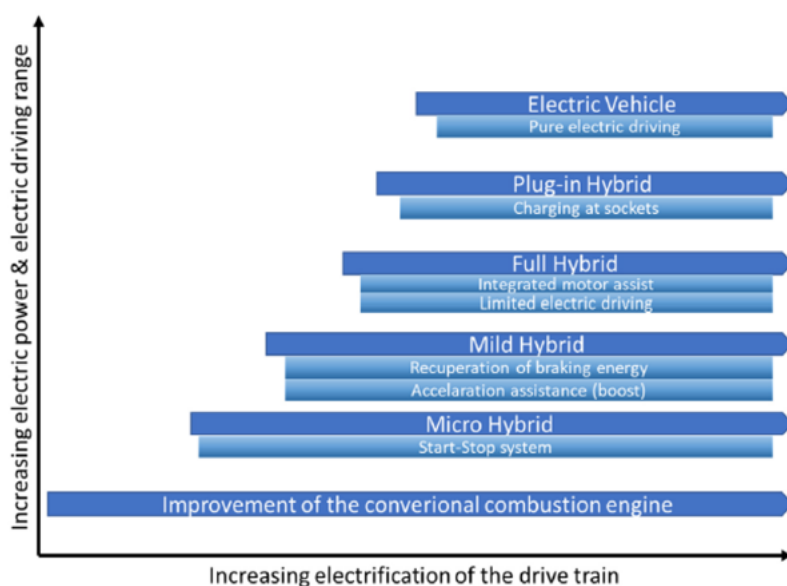 Increasing electric power & electric driving range
Electric Vehicle
Pure electric driving
Plug-in Hybrid
Charging at sockets
Full Hybrid
Integrated motor assist
Limited electric driving
Mild Hybrid
Recuperation of braking energy
Accelaration assistance (boost)
Micro Hybrid
Start-Stop system
Improvement of the converional combustion engine
Increasing electrification of the drive train